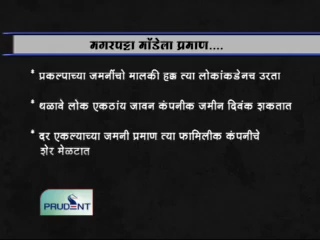 मगरपट्टा मॉडेला प्रमाण....
* प्रकल्पाच्या जमनींचो मालकी हक्क त्या लोकांकडेनच उरता
* थळावे लोक एकठांय जावन कंपनीक जमीन दिवंक शकतात
* दर एकल्याच्या जमनी प्रमाण त्या फामिलीक कंपनीचे
शेर मेळटात
PRUDENT